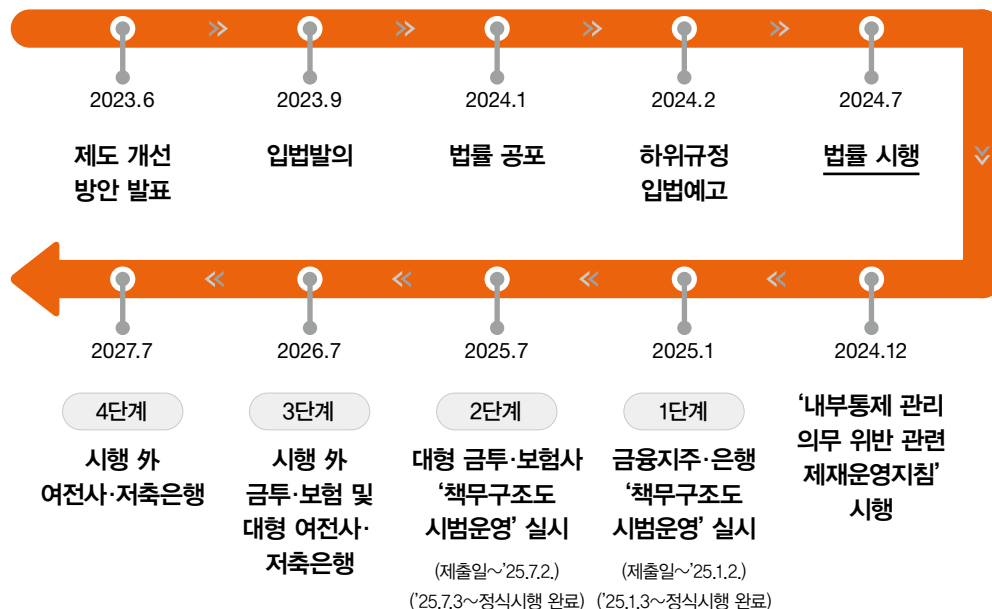 2023.6
제도 개선
방안 발표
2023.9
입법발의
2024.1
법률 공포
2024.2
하위규정
입법예고
2024.7
법률 시행
2024.12
‘내부통제 관리
의무 위반 관련
제재운영지침’
시행
2025.1
1단계
금융지주·은행
‘책무구조도
시범운영’ 실시
(제출일~’25.1.2.)
(’25.1.3~정식시행 완료)
2025.7
2단계
대형 금투·보험사
‘책무구조도
시범운영’ 실시
(제출일~’25.7.2.)
(’25.7.3~정식시행 완료)
2026.7
3단계
시행 外
금투·보험 및
대형 여전사·
저축은행
2027.7
4단계
시행 外
여전사·저축은행